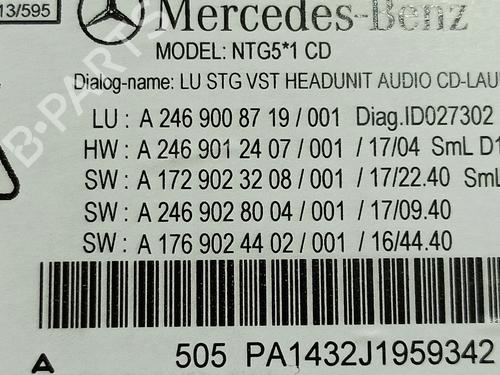 13/595
Mercedes-Benz
MODEL: NTG5*1 CD
Dialog-name: LU STG VST HEADUNIT AUDIO CD-LAU
LU : A 246 900 87 19 / 001 Diag.ID027302
HW : A 246 901 24 07 / 001 / 17/04 SmL D1
SW : A 172 902 32 08 / 001 / 17/22.40 SmL
SW : A 246 902 80 04 / 001 / 17/09.40
SW : A 176 902 44 02 / 001 / 16/44.40
A 505 PA1432J1959342
B-PARTS